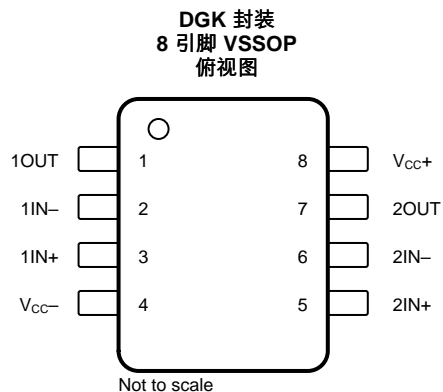 DGK 封装
8 引脚 VSSOP
俯视图
1OUT 1 8 VCC+
1IN– 2 7 2OUT
1IN+ 3 6 2IN–
VCC– 4 5 2IN+
Not to scale